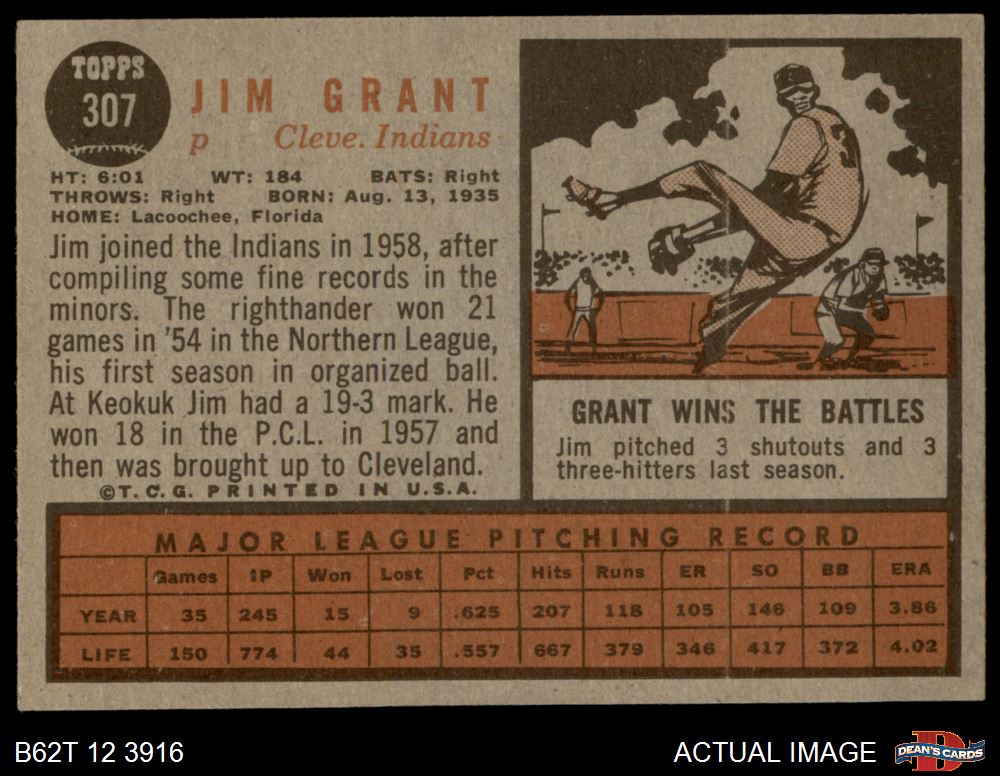 TOPPS
307
JIM GRANT
p Cleve. Indians
HT: 6:01 WT: 184 BATS: Right
THROWS: Right BORN: Aug. 13, 1935
HOME: Lacoochee, Florida
Jim joined the Indians in 1958, after
compiling some fine records in the
minors. The righthander won 21
games in '54 in the Northern League,
his first season in organized ball.
At Keokuk Jim had a 19-3 mark. He
won 18 in the P.C.L. in 1957 and
then was brought up to Cleveland.
©T.C.G. PRINTED IN U.S.A.
3
GRANT WINS THE BATTLES
Jim pitched 3 shutouts and 3
three-hitters last season.
MAJOR LEAGUE PITCHING RECORD
Games IP Won Lost Pct Hits Runs ER SO BB ERA
YEAR 35 245 15 9 .625 207 118 105 146 109 3.86
LIFE 150 774 44 35 .557 667 379 346 417 372 4.02
B62T 12 3916
ACTUAL IMAGE
DEAN'S CARDS